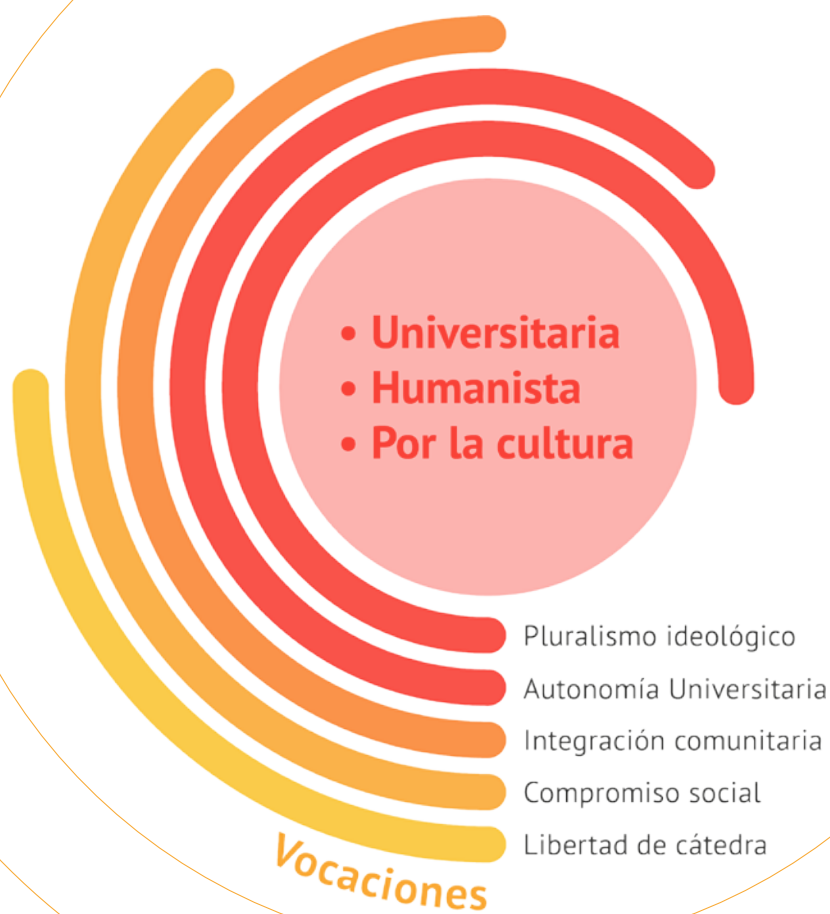 • Universitaria
• Humanista
• Por la cultura
Pluralismo ideológico
Autonomía Universitaria
Integración comunitaria
Compromiso social
Libertad de cátedra
Vocaciones